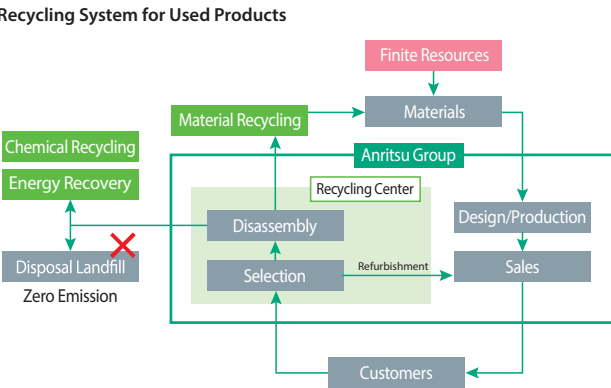 Recycling System for Used Products
Finite Resources
Material Recycling
Materials
Chemical Recycling
Anritsu Group
Energy Recovery
Recycling Center
Disassembly
Design/Production
Disposal Landfill
Selection
Refurbishment
Sales
Zero Emission
Customers